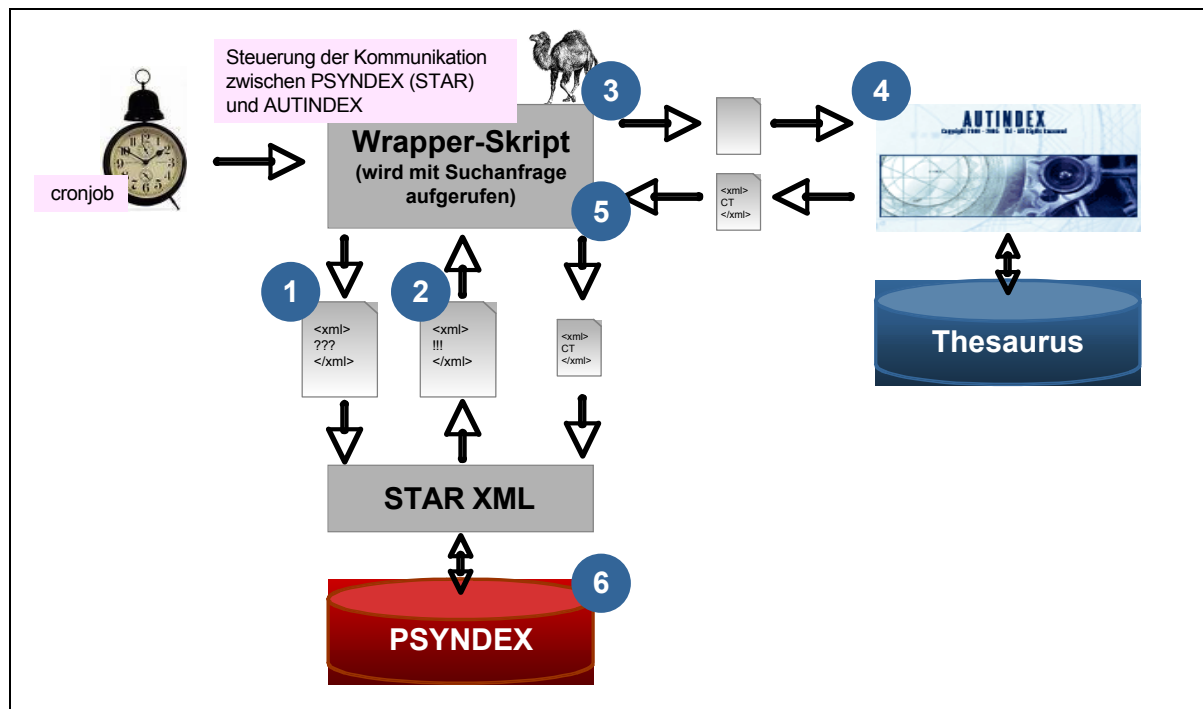 Steuerung der Kommunikation
zwischen PSYNDEX (STAR)
und AUTINDEX
cronjob
Wrapper-Skript
(wird mit Suchanfrage
aufgerufen)
3
4
AUTINDEX
<xml>
CT
</xml>
5
1
2
<xml>
???
</xml>
<xml>
!!!
</xml>
<xml>
CT
</xml>
Thesaurus
STAR XML
6
PSYNDEX